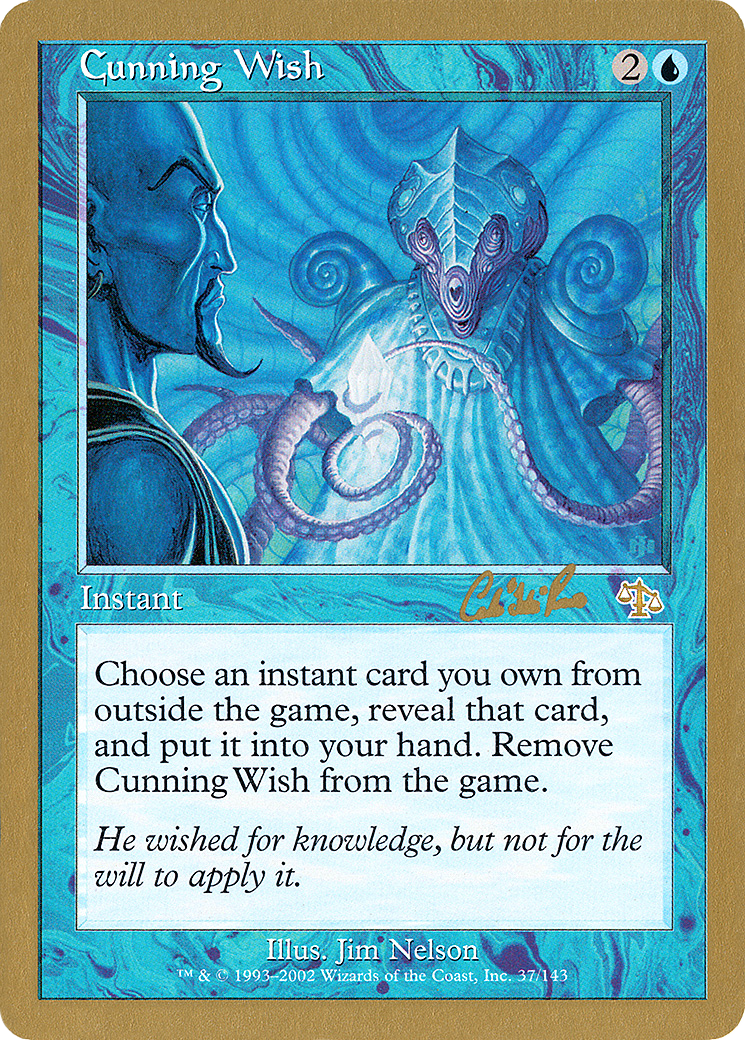 Cunning Wish 2
Instant
Choose an instant card you own from
outside the game, reveal that card,
and put it into your hand. Remove
Cunning Wish from the game.
He wished for knowledge, but not for the
will to apply it.
Illus. Jim Nelson
™ & © 1993–2002 Wizards of the Coast, Inc. 37/143